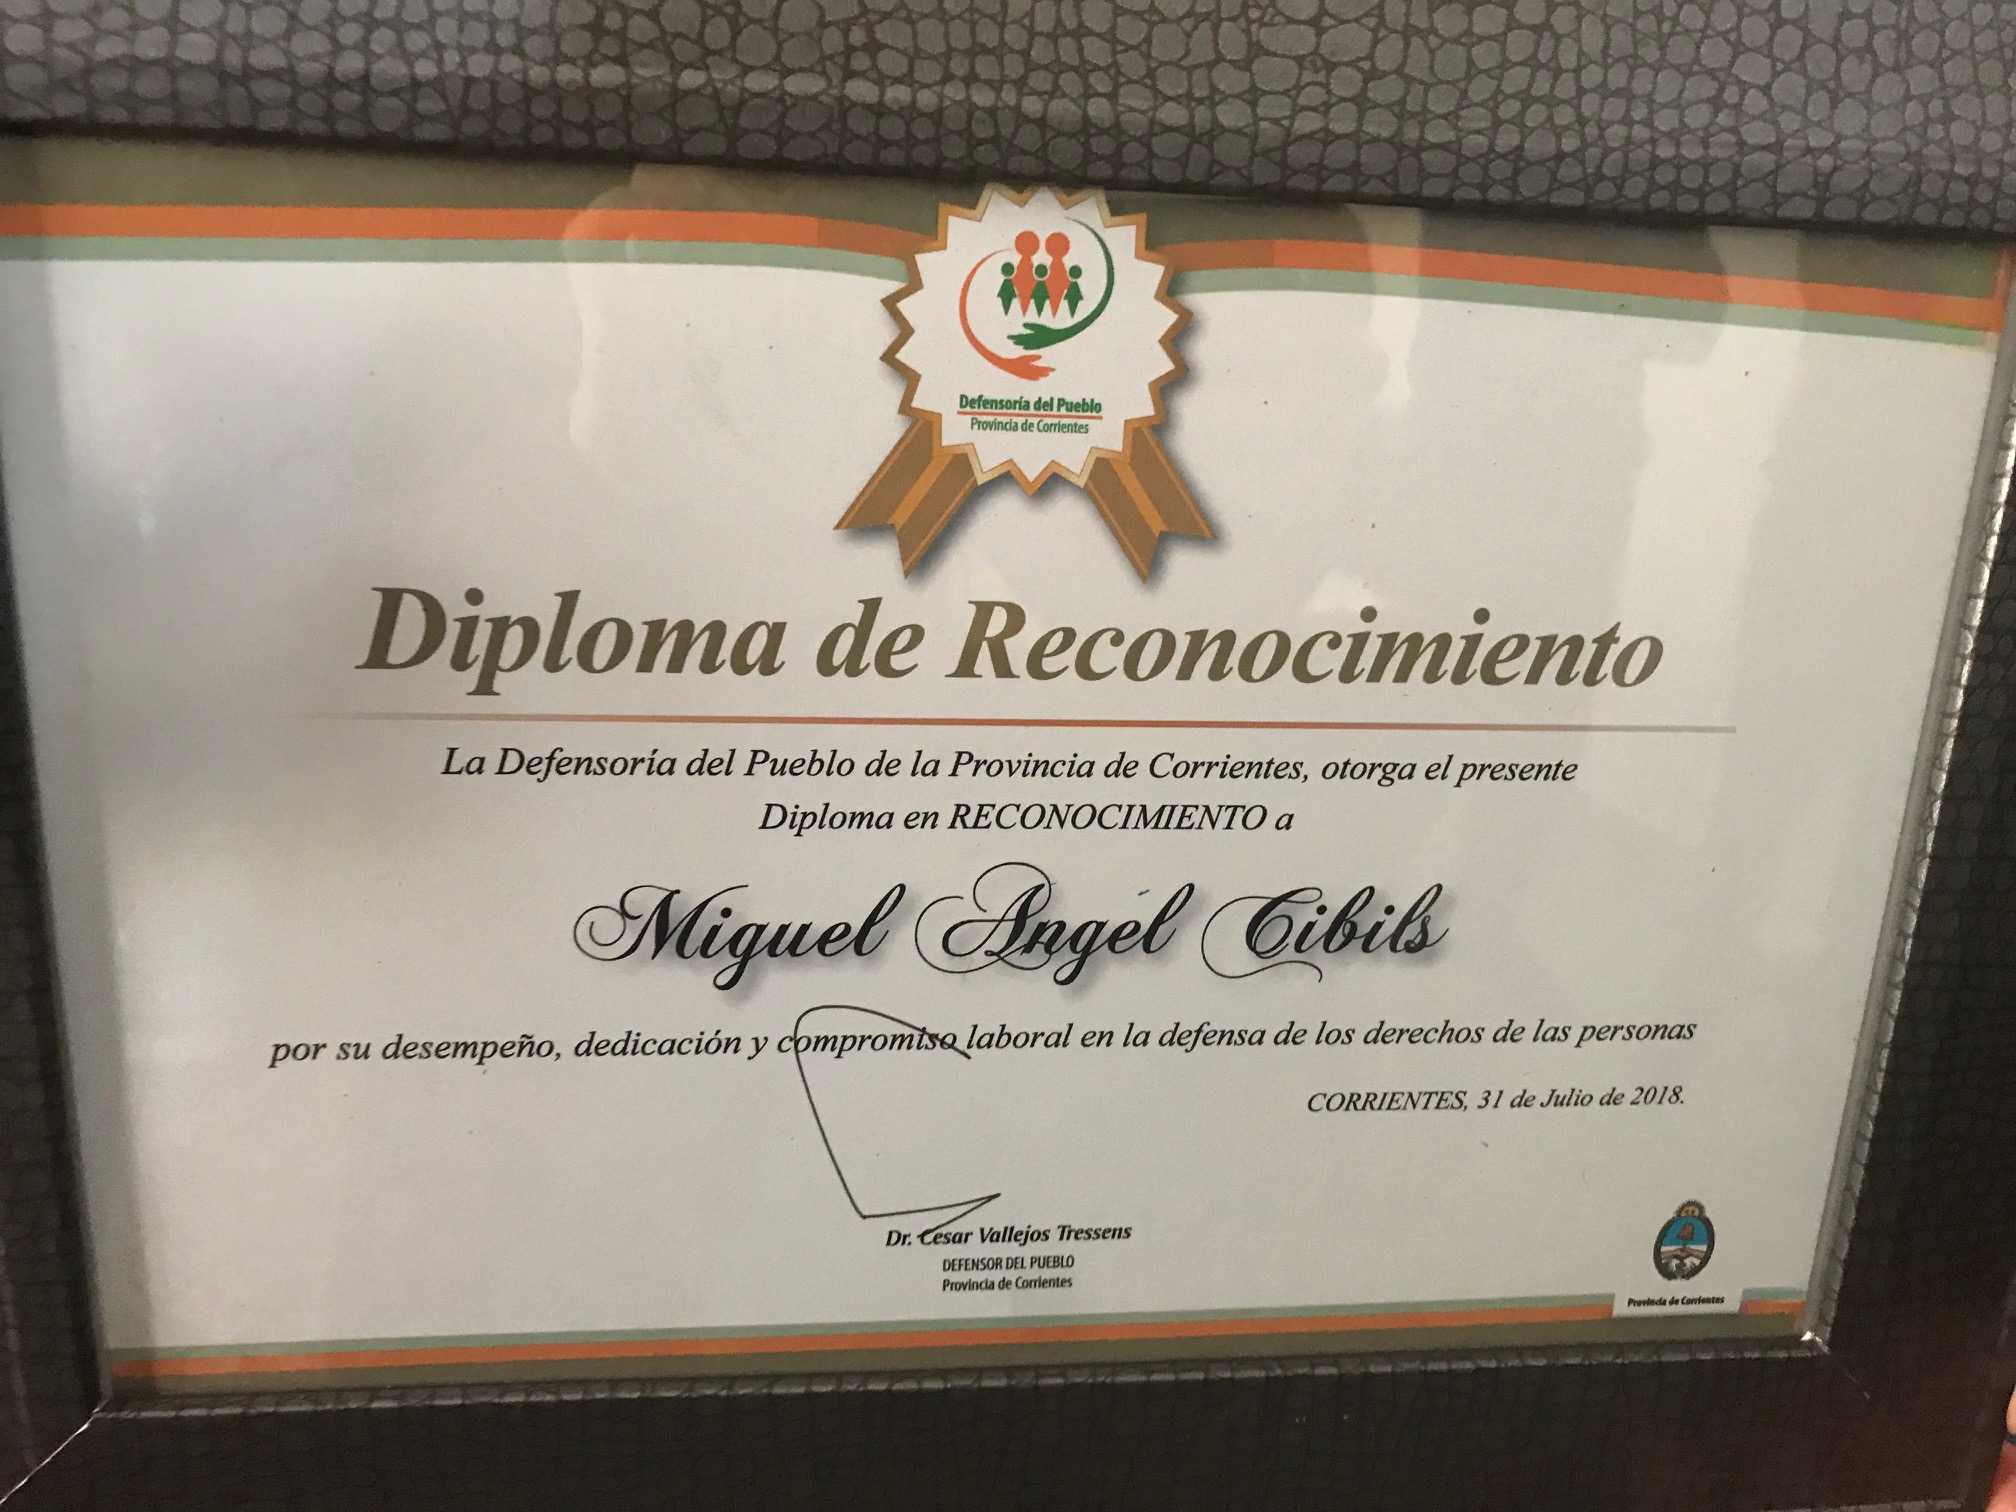 Defensoría del Pueblo
Provincia de Corrientes
Diploma de Reconocimiento
La Defensoría del Pueblo de la Provincia de Corrientes, otorga el presente
Diploma en RECONOCIMIENTO a
Miguel Angel Cibils
por su desempeño, dedicación y compromiso laboral en la defensa de los derechos de las personas
CORRIENTES, 31 de Julio de 2018.
Dr. Cesar Vallejos Tressens
DEFENSOR DEL PUEBLO
Provincia de Corrientes
Provincia de Corrientes